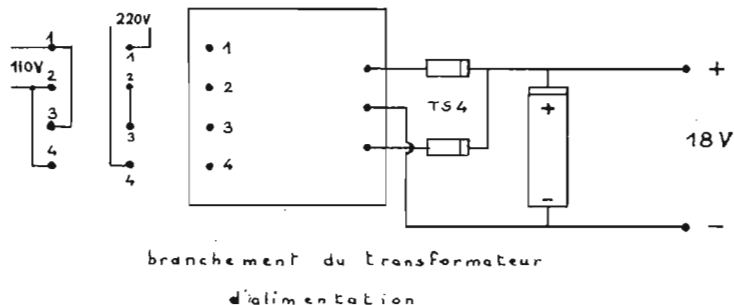 220V
1
110V
2
3
4
1
2
3
4
1
2
3
4
TS4
+
-
+
18V
-
branchement du transformateur
d'alimentation